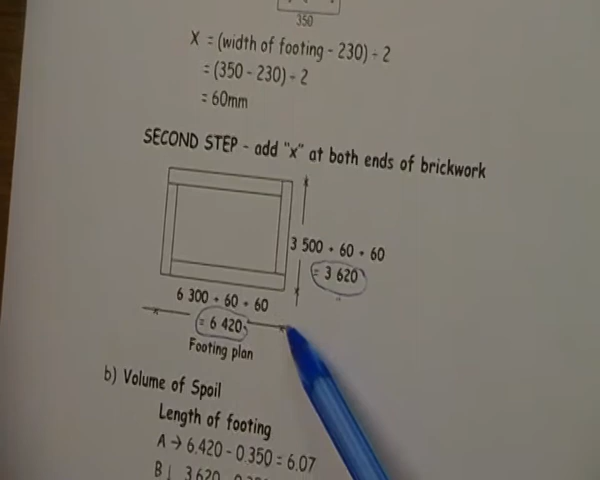 350
X = (width of footing - 230) ÷ 2
= (350 - 230) ÷ 2
= 60mm
SECOND STEP - add "x" at both ends of brickwork
3 500 + 60 + 60
= 3 620
6 300 + 60 + 60
= 6 420
Footing plan
b) Volume of Spoil
Length of footing
A → 6.420 - 0.350 = 6.07
B ↓ 3.620 -